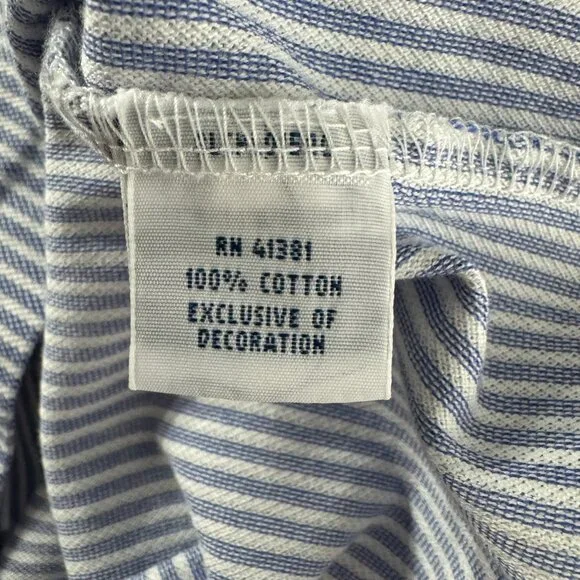 RN 41381
100% COTTON
EXCLUSIVE OF
DECORATION